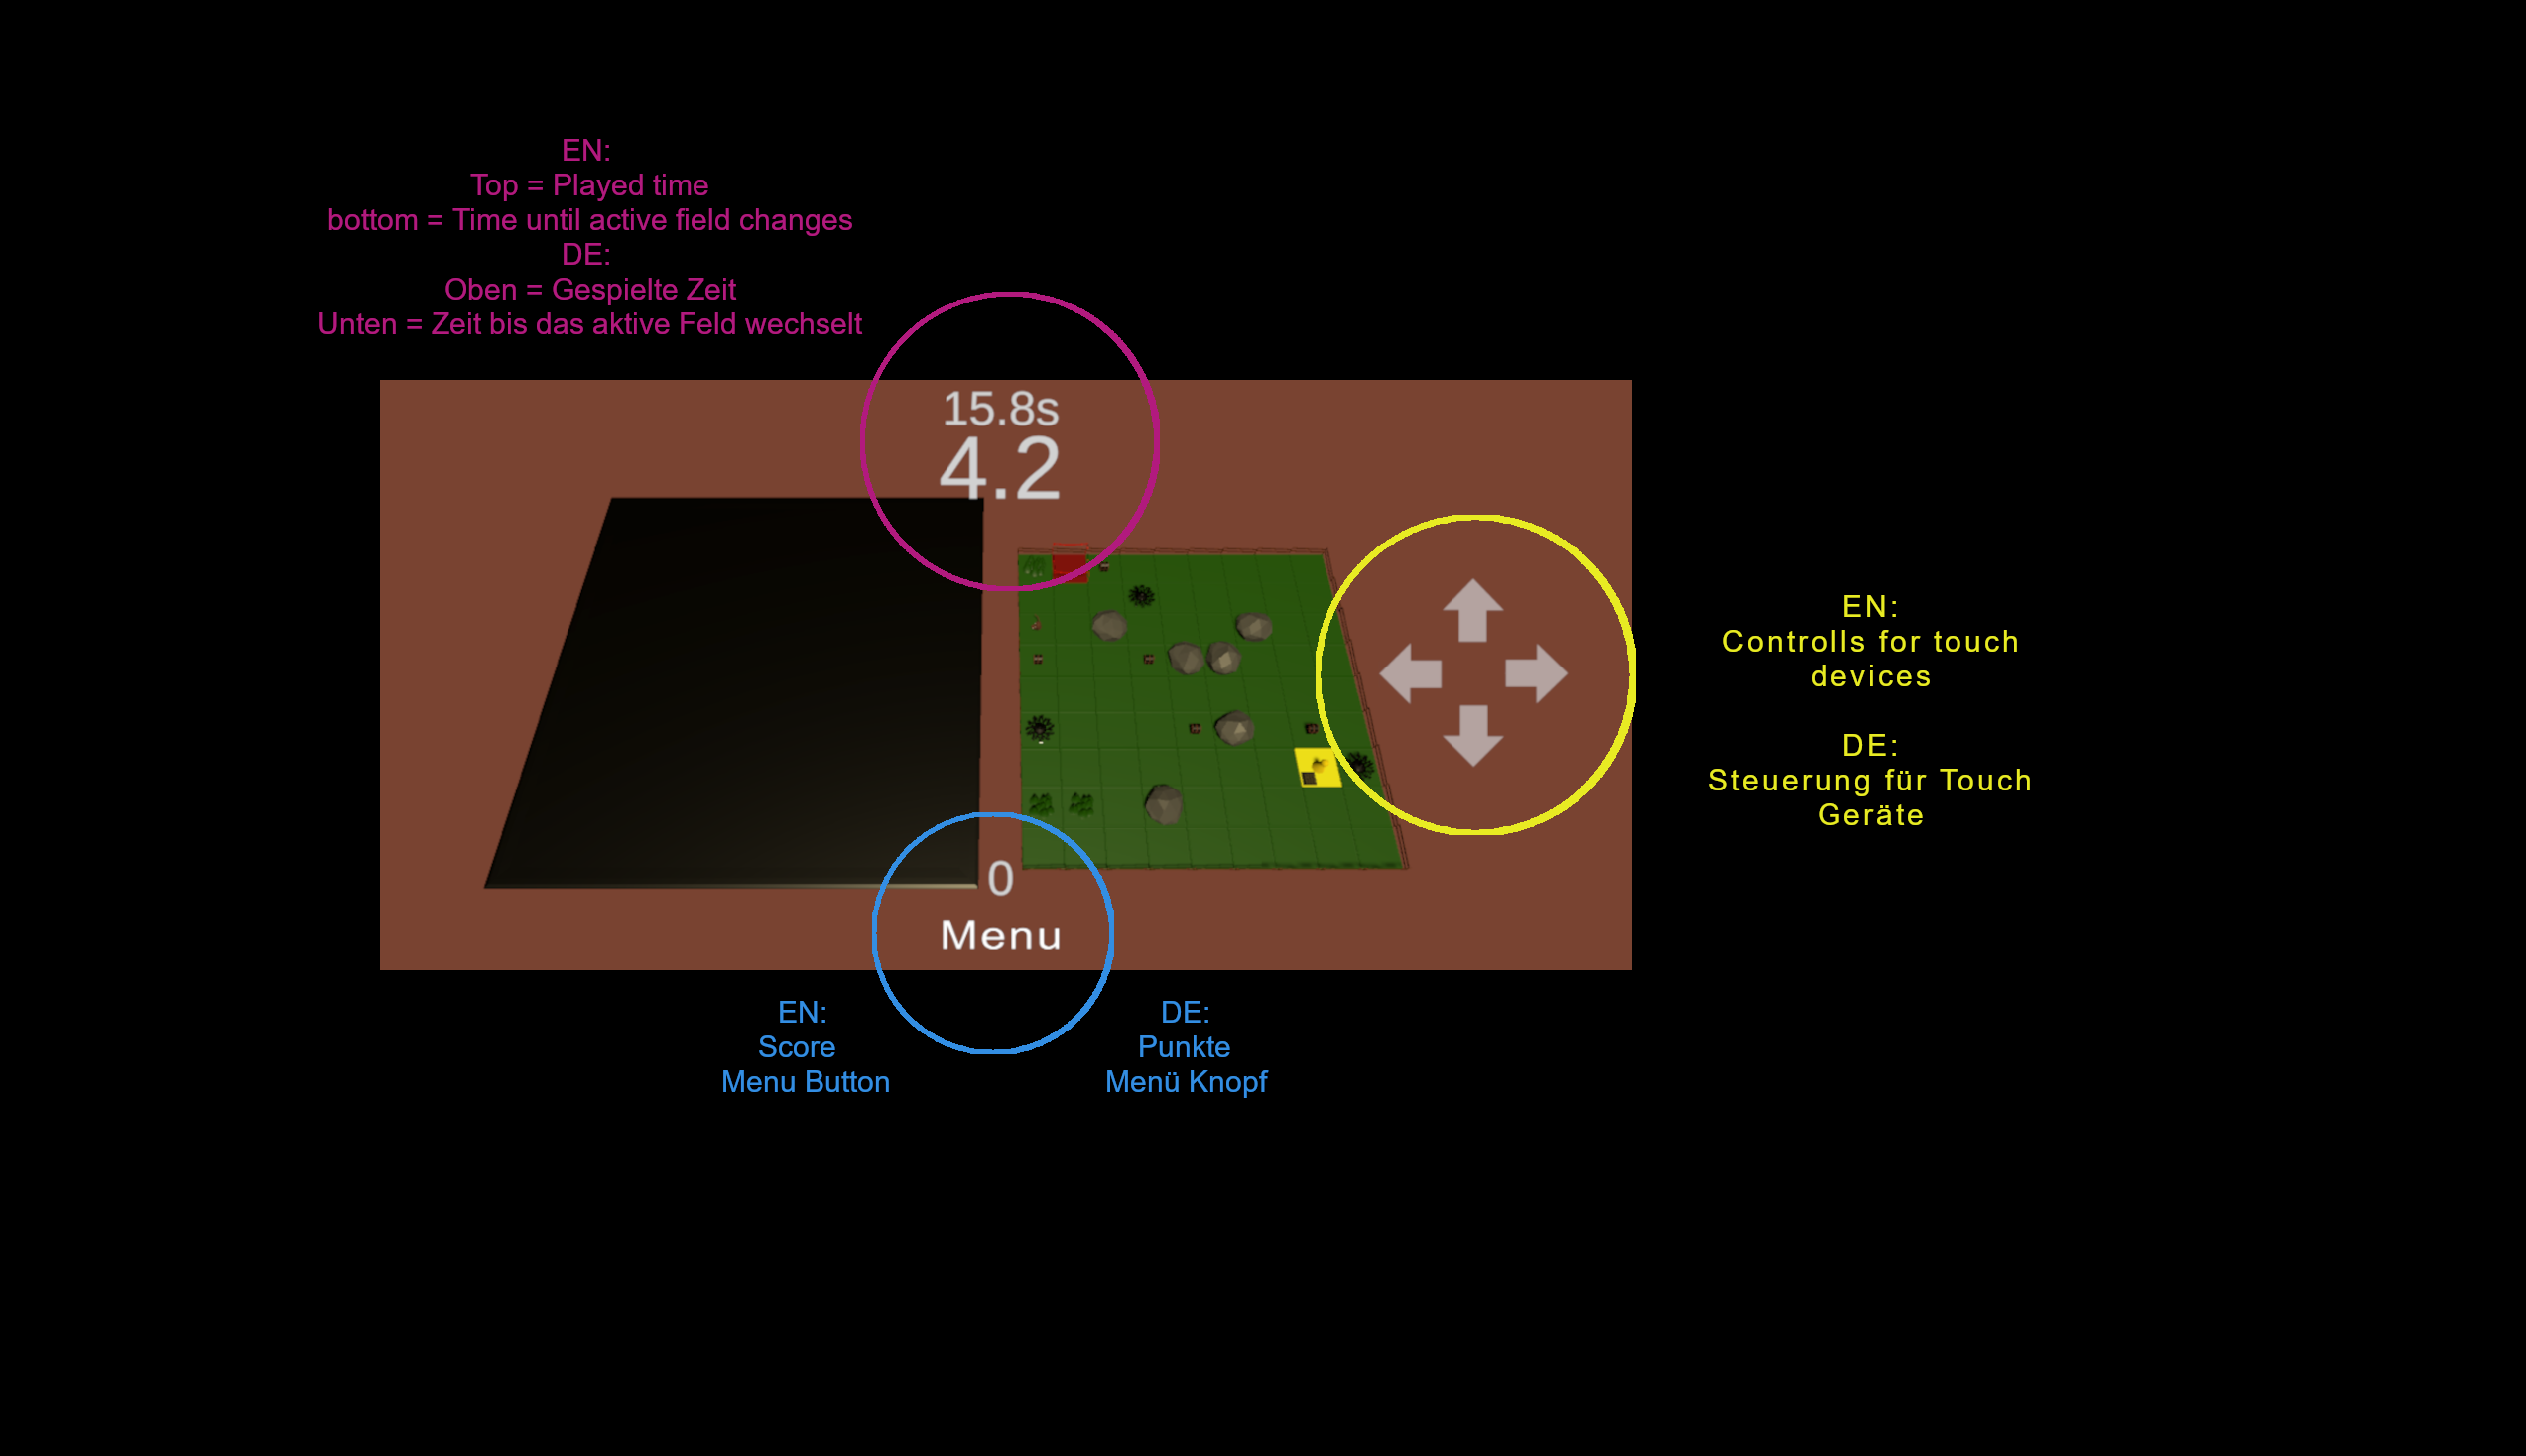 EN:
Top = Played time
bottom = Time until active field changes
DE:
Oben = Gespielte Zeit
Unten = Zeit bis das aktive Feld wechselt
15.8s
4.2
EN:
Controlls for touch
devices
DE:
Steuerung für Touch
Geräte
0
Menu
EN:
Score
Menu Button
DE:
Punkte
Menü Knopf